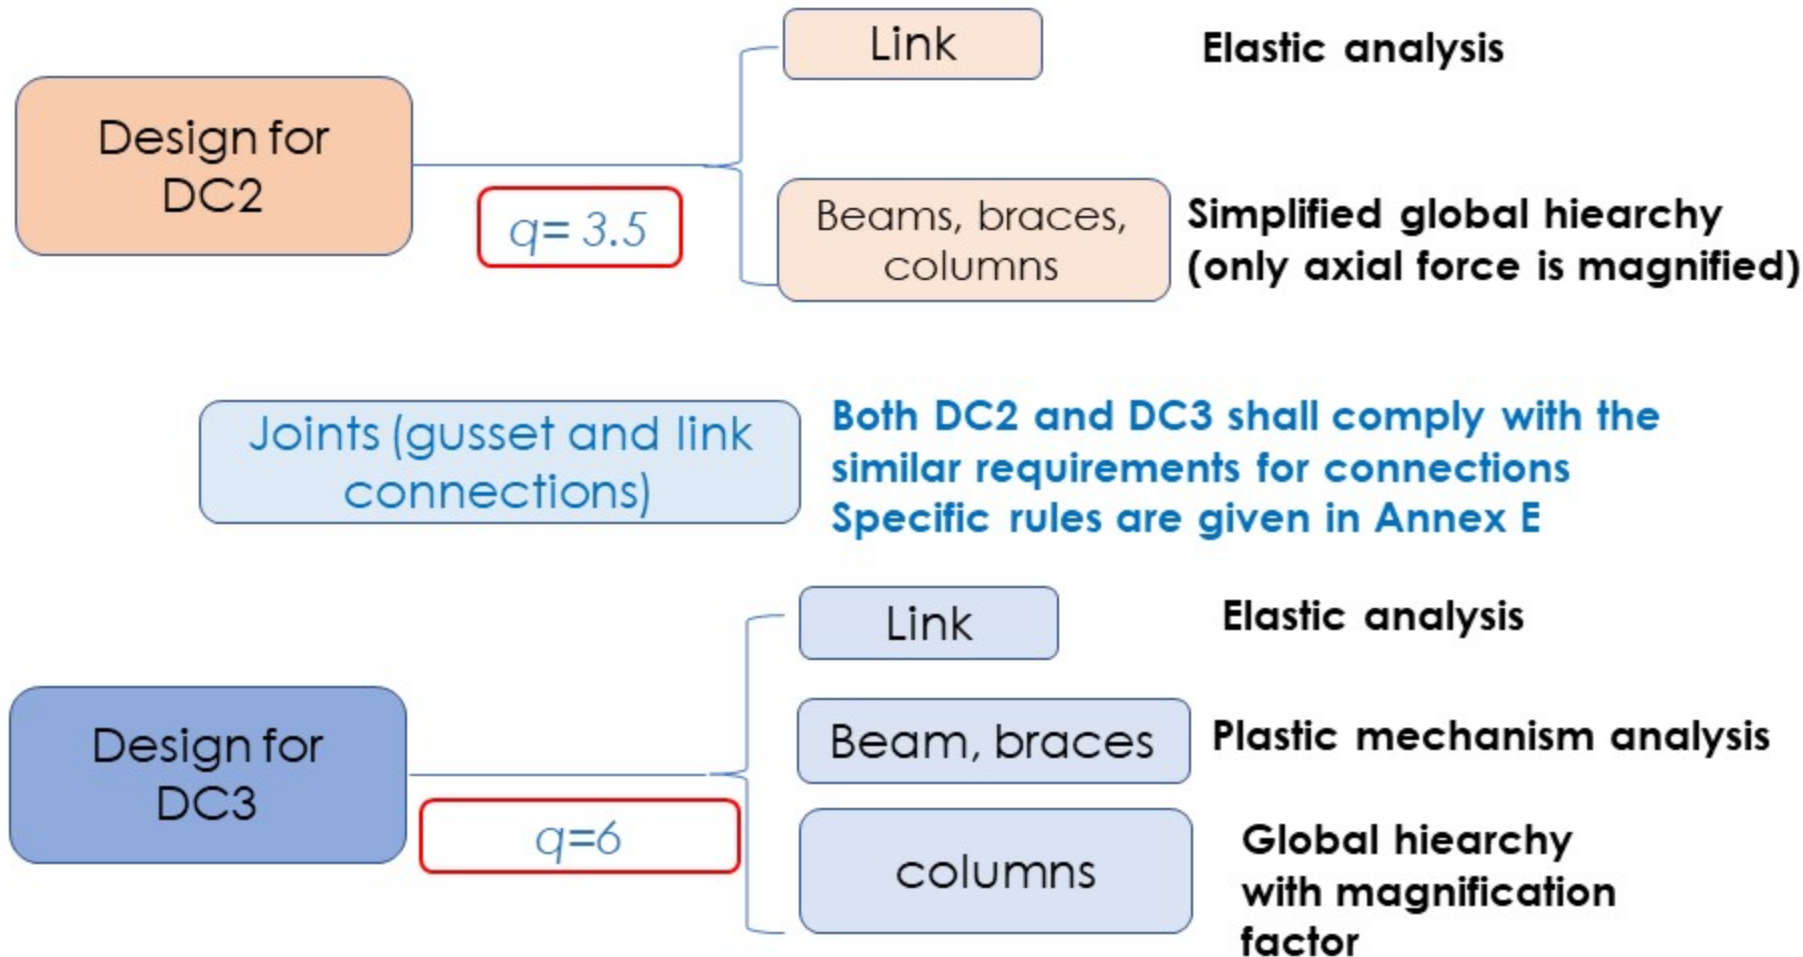 Link
Elastic analysis
Design for
DC2
q= 3.5
Beams, braces,
columns
Simplified global hiearchy
(only axial force is magnified)
Joints (gusset and link
connections)
Both DC2 and DC3 shall comply with the
similar requirements for connections
Specific rules are given in Annex E
Link
Elastic analysis
Design for
DC3
q=6
Beam, braces
Plastic mechanism analysis
columns
Global hiearchy
with magnification
factor